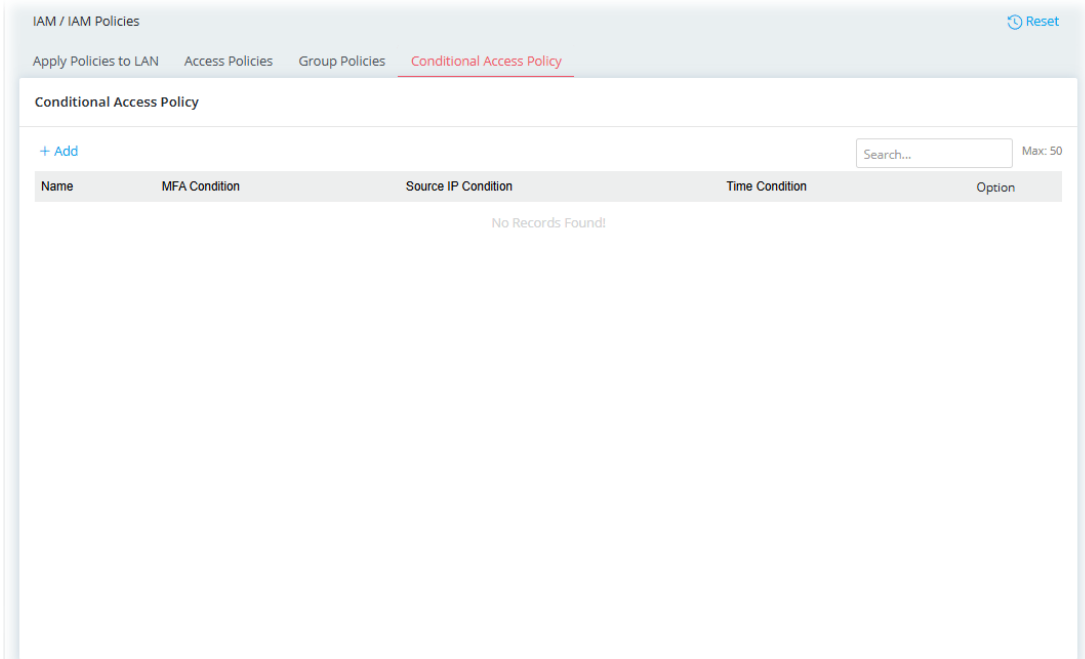 IAM / IAM Policies Reset
Apply Policies to LAN Access Policies Group Policies Conditional Access Policy
Conditional Access Policy
+ Add Search... Max: 50
Name MFA Condition Source IP Condition Time Condition Option
No Records Found!